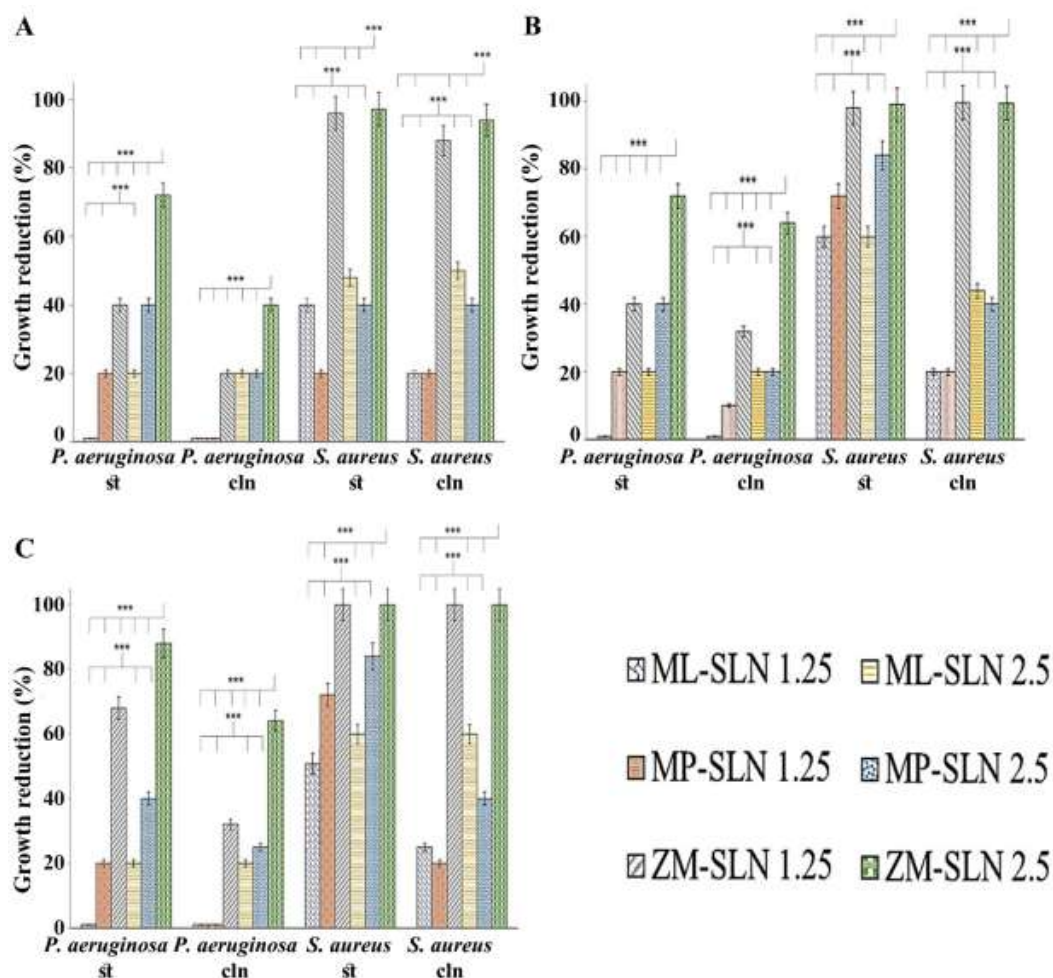 A
***
***
***
***
***
***
***
Growth reduction (%)
100
80
60
40
20
0
P. aeruginosa P. aeruginosa S. aureus S. aureus
st cln st cln
B
***
***
***
***
***
***
***
Growth reduction (%)
100
80
60
40
20
0
P. aeruginosa P. aeruginosa S. aureus S. aureus
st cln st cln
C
***
***
***
***
***
***
***
***
Growth reduction (%)
100
80
60
40
20
0
P. aeruginosa P. aeruginosa S. aureus S. aureus
st cln st cln
ML-SLN 1.25 ML-SLN 2.5
MP-SLN 1.25 MP-SLN 2.5
ZM-SLN 1.25 ZM-SLN 2.5